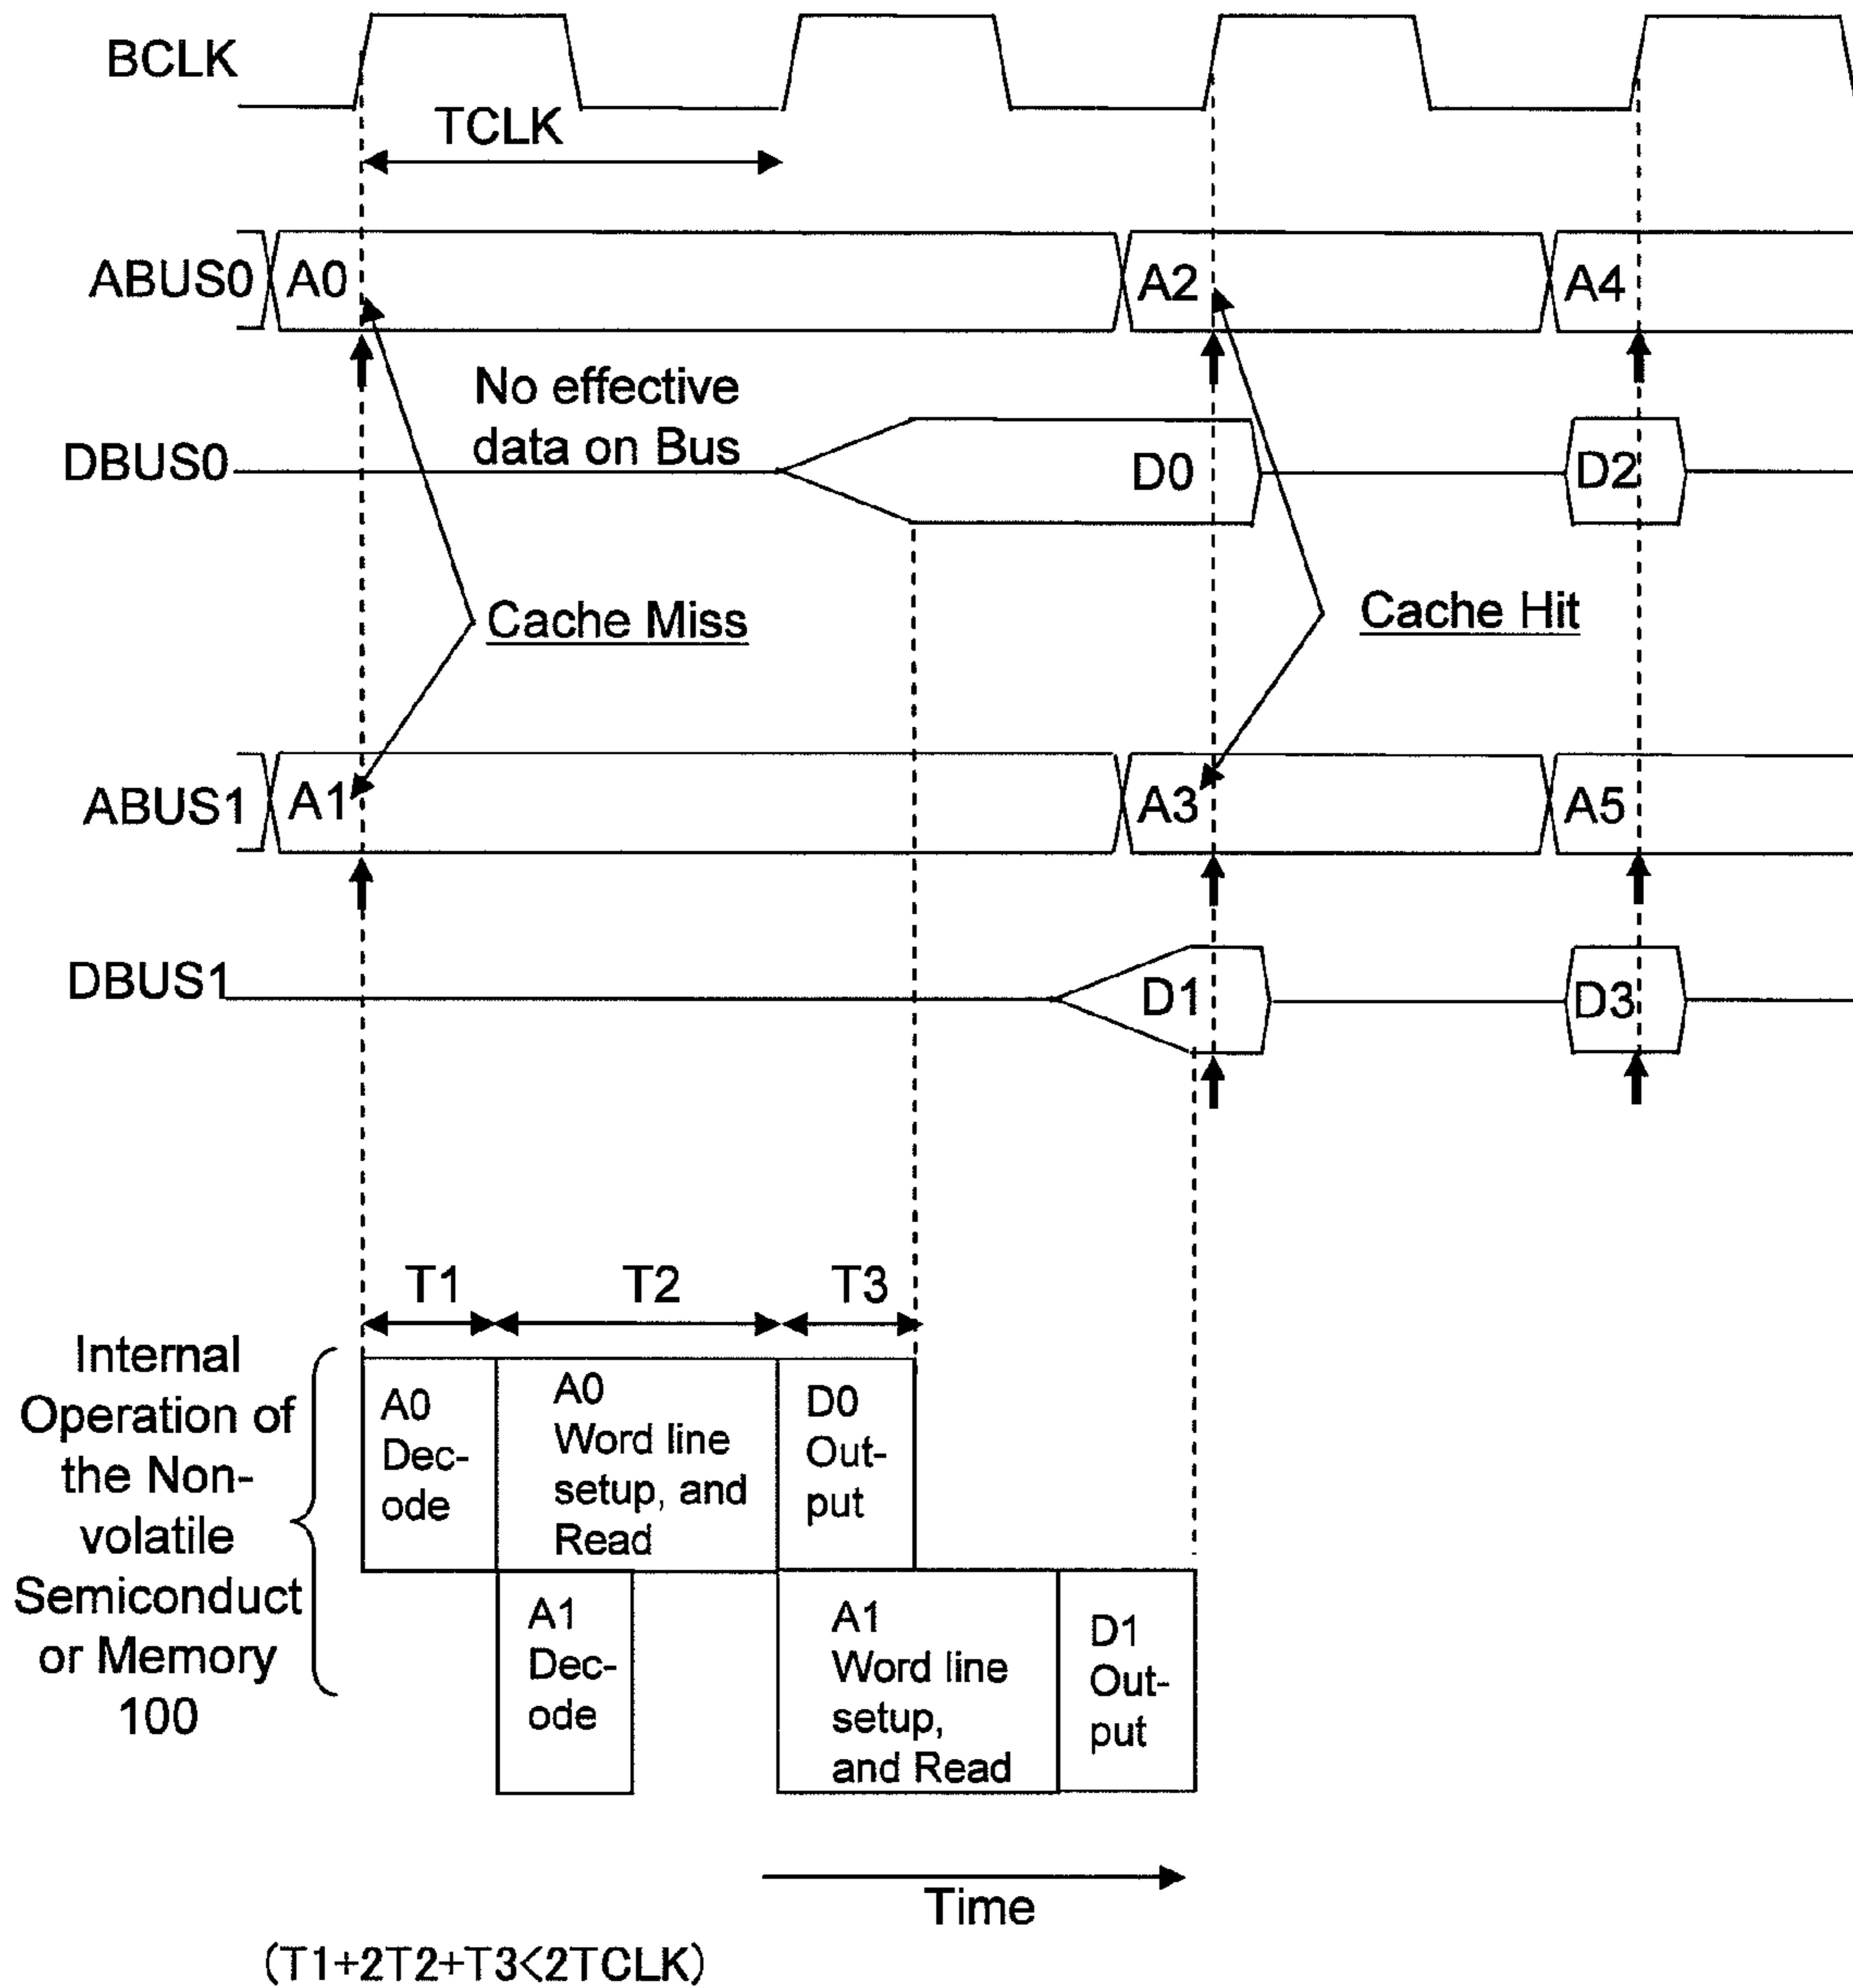 BCLK
TCLK
ABUS0
A0
A2
A4
No effective
data on Bus
DBUS0
D0
D2
Cache Miss
Cache Hit
ABUS1
A1
A3
A5
DBUS1
D1
D3
T1
T2
T3
Internal
Operation of
the Non-
volatile
Semiconduct
or Memory
100
A0
Dec-
ode
A0
Word line
setup, and
Read
D0
Out-
put
A1
Dec-
ode
A1
Word line
setup,
and Read
D1
Out-
put
Time
(T1+2T2+T3<2TCLK)